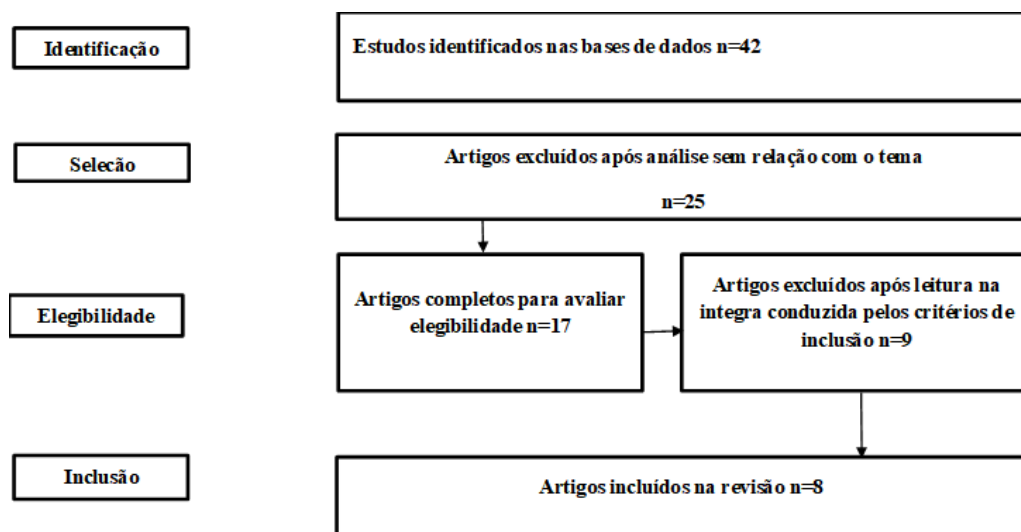 Identificação
Estudos identificados nas bases de dados n=42
Selecão
Artigos excluídos após análise sem relação com o tema
n=25
Elegibilidade
Artigos completos para avaliar
elegibilidade n=17
Artigos excluídos após leitura na
integra conduzida pelos critérios de
inclusão n=9
Inclusão
Artigos incluídos na revisão n=8